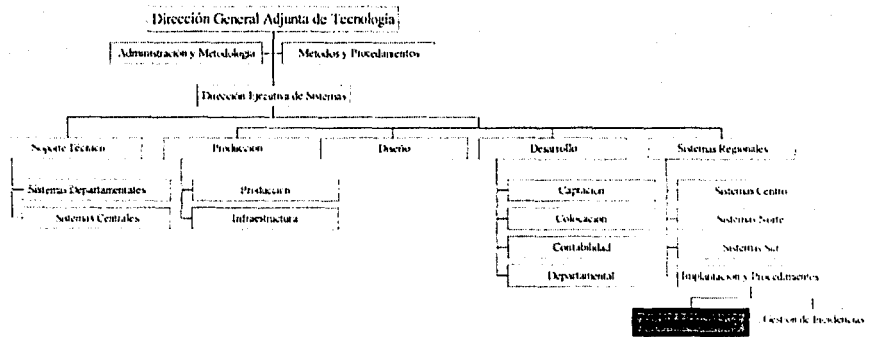 Dirección General Adjunta de Tecnología
Administración y Metodología
Métodos y Procedimientos
Dirección Ejecutiva de Sistemas
Soporte Técnico
Producción
Diseño
Desarrollo
Sistemas Regionales
Sistemas Departamentales
Producción
Captación
Sistemas Centro
Sistemas Centrales
Infraestructura
Colocación
Sistemas Norte
Contabilidad
Sistemas Sur
Departamental
Implantación y Procedimientos
Gestión de Incidencias